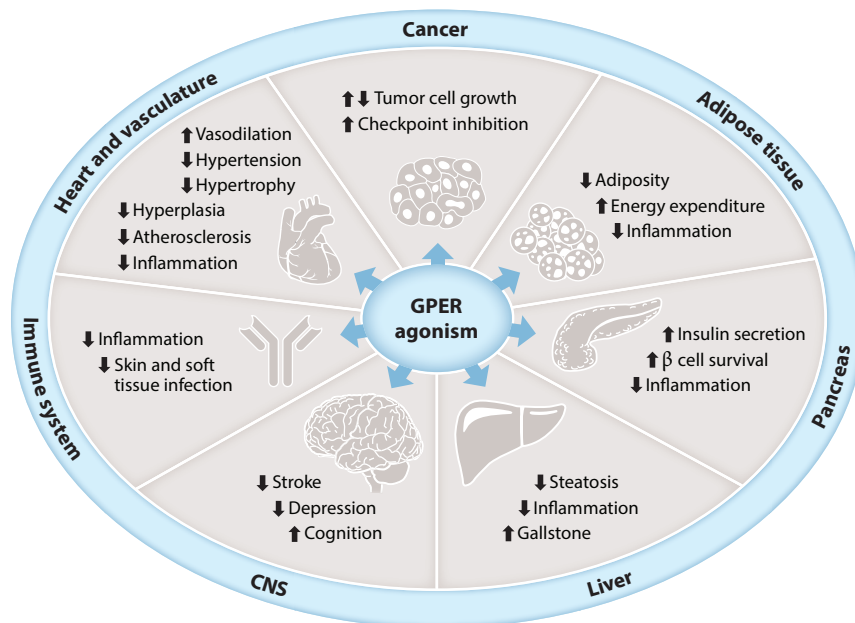 Cancer
↑↓ Tumor cell growth
↑ Checkpoint inhibition
Adipose tissue
↓ Adiposity
↑ Energy expenditure
↓ Inflammation
Pancreas
↑ Insulin secretion
↑ β cell survival
↓ Inflammation
Liver
↓ Steatosis
↓ Inflammation
↑ Gallstone
CNS
↓ Stroke
↓ Depression
↑ Cognition
Immune system
↓ Inflammation
↓ Skin and soft
tissue infection
Heart and vasculature
↑ Vasodilation
↓ Hypertension
↓ Hypertrophy
↓ Hyperplasia
↓ Atherosclerosis
↓ Inflammation
GPER
agonism